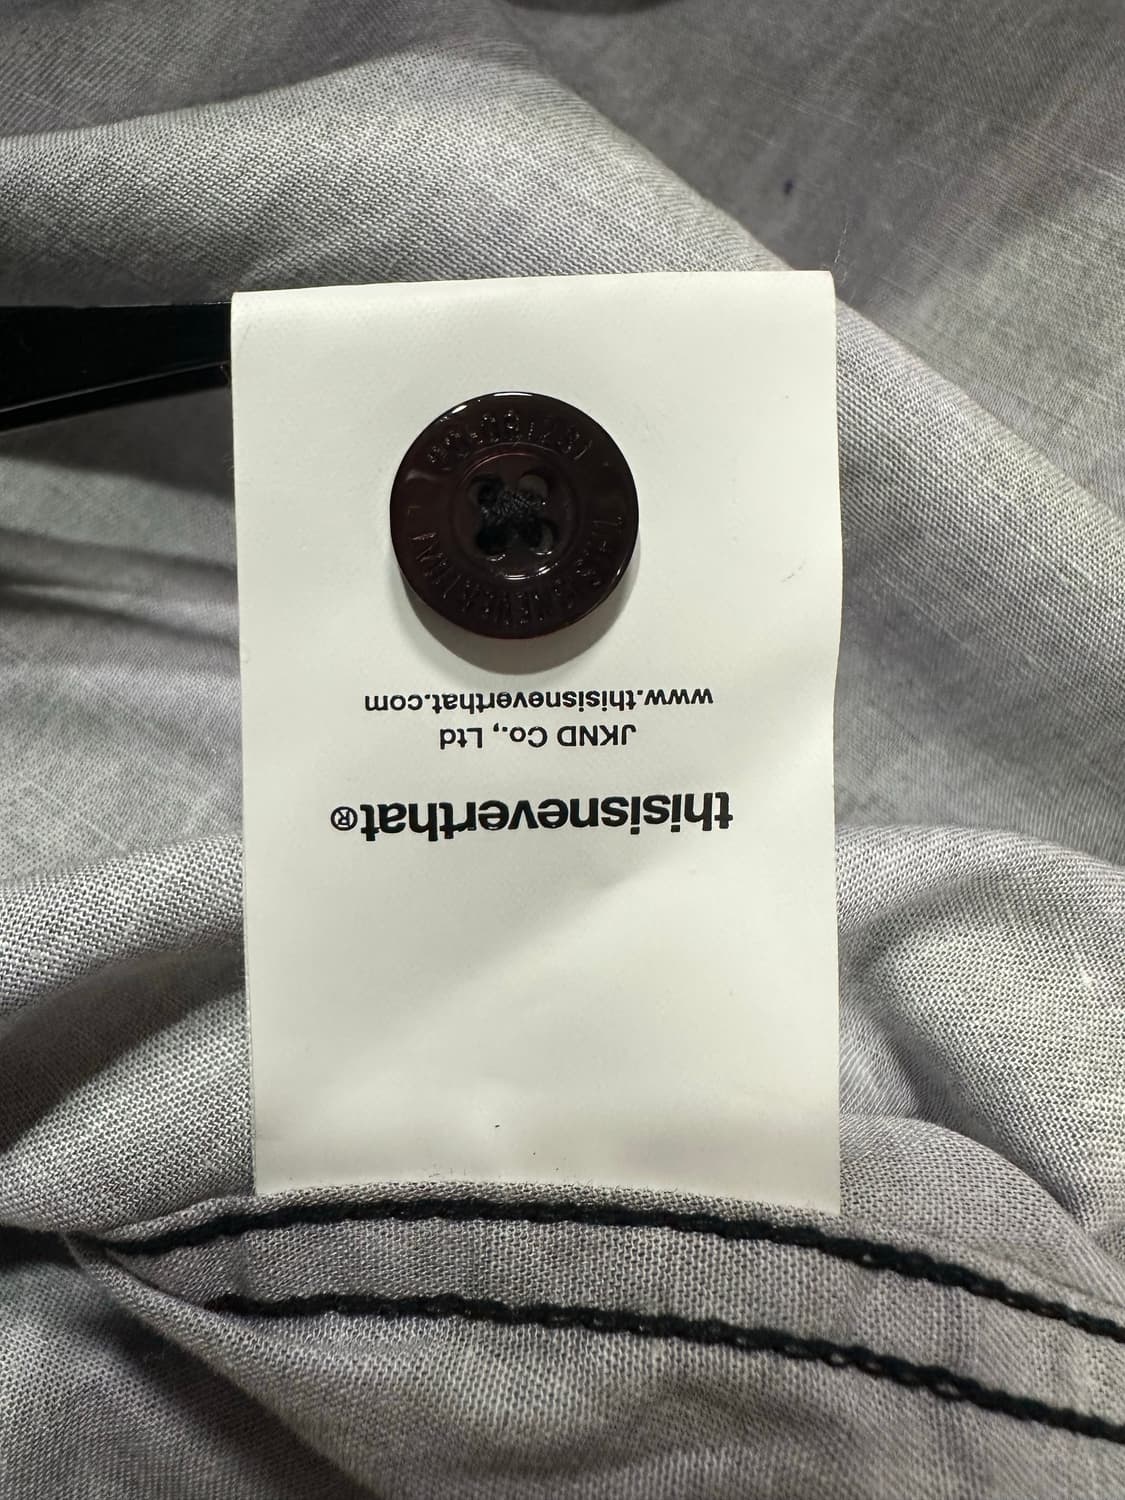 thisisneverthat®
JKND Co., Ltd
www.thisisneverthat.com